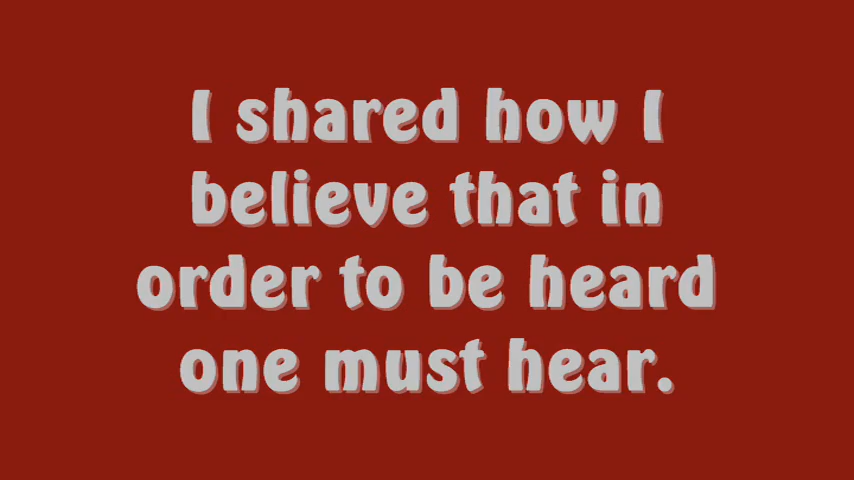 I shared how I
believe that in
order to be heard
one must hear.